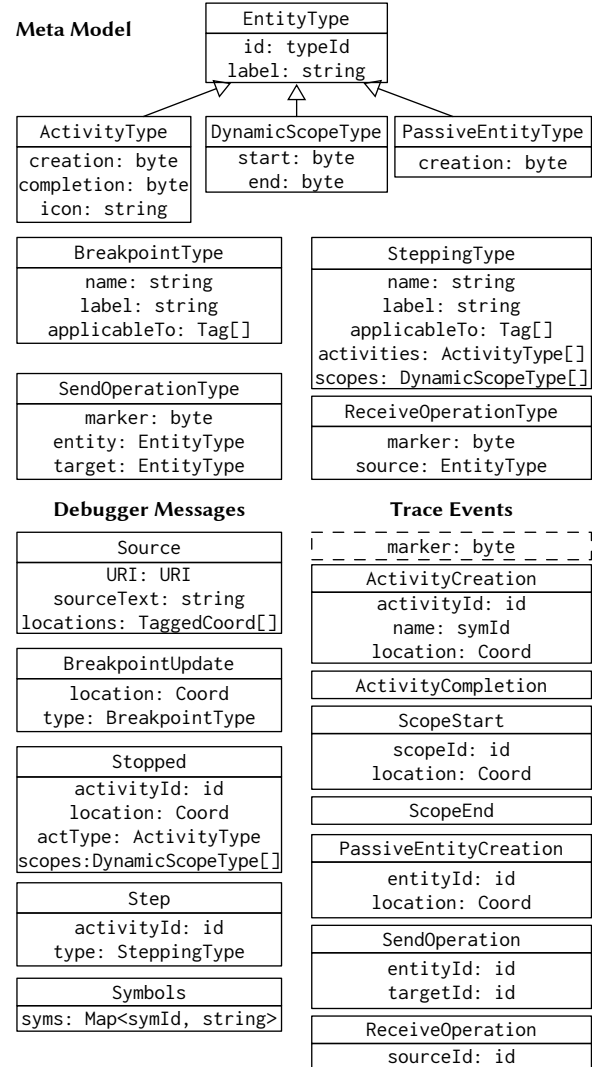 Meta Model
EntityType
id: typeId
label: string
ActivityType
creation: byte
completion: byte
icon: string
DynamicScopeType
start: byte
end: byte
PassiveEntityType
creation: byte
BreakpointType
name: string
label: string
applicableTo: Tag[]
SteppingType
name: string
label: string
applicableTo: Tag[]
activities: ActivityType[]
scopes: DynamicScopeType[]
SendOperationType
marker: byte
entity: EntityType
target: EntityType
ReceiveOperationType
marker: byte
source: EntityType
Debugger Messages
Source
URI: URI
sourceText: string
locations: TaggedCoord[]
BreakpointUpdate
location: Coord
type: BreakpointType
Stopped
activityId: id
location: Coord
actType: ActivityType
scopes:DynamicScopeType[]
Step
activityId: id
type: SteppingType
Symbols
syms: Map<symId, string>
Trace Events
marker: byte
ActivityCreation
activityId: id
name: symId
location: Coord
ActivityCompletion
ScopeStart
scopeId: id
location: Coord
ScopeEnd
PassiveEntityCreation
entityId: id
location: Coord
SendOperation
entityId: id
targetId: id
ReceiveOperation
sourceId: id